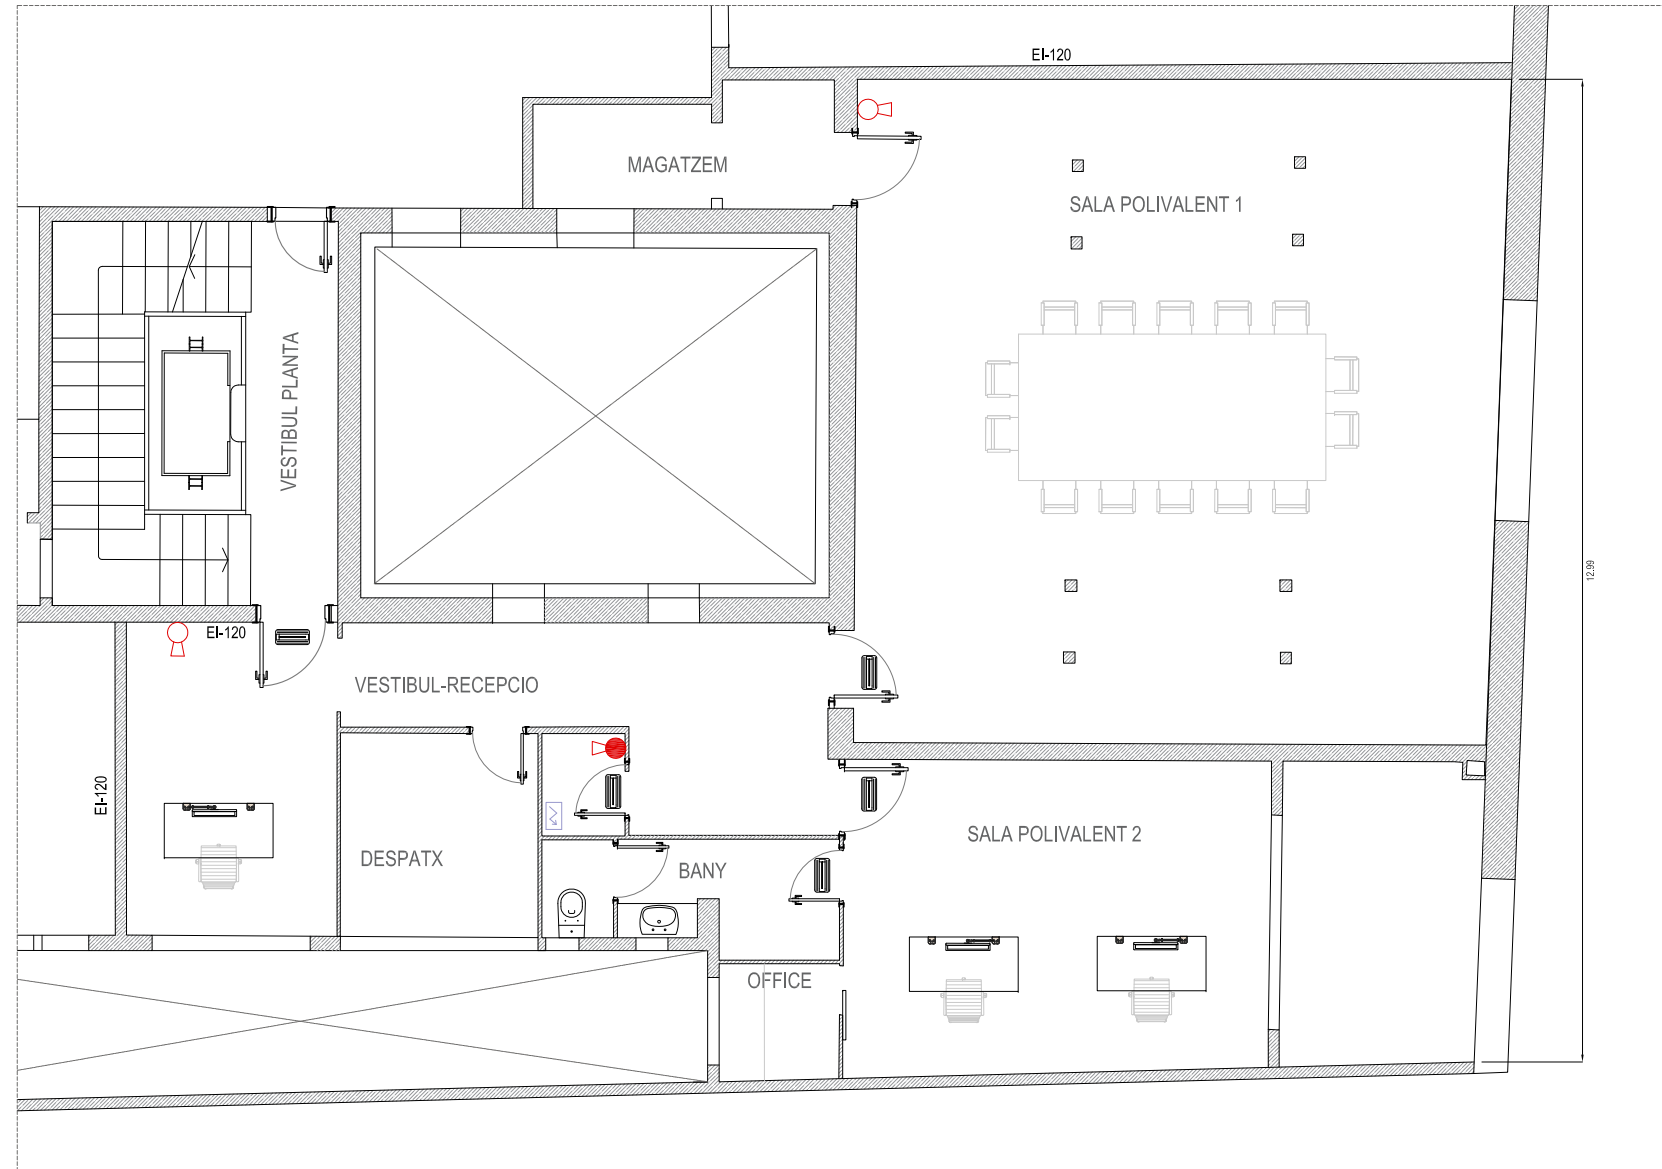 EI-120
MAGATZEM
SALA POLIVALENT 1
VESTIBUL PLANTA
12.99
EI-120
VESTIBUL-RECEPCIO
EI-120
DESPATX
BANY
SALA POLIVALENT 2
OFFICE